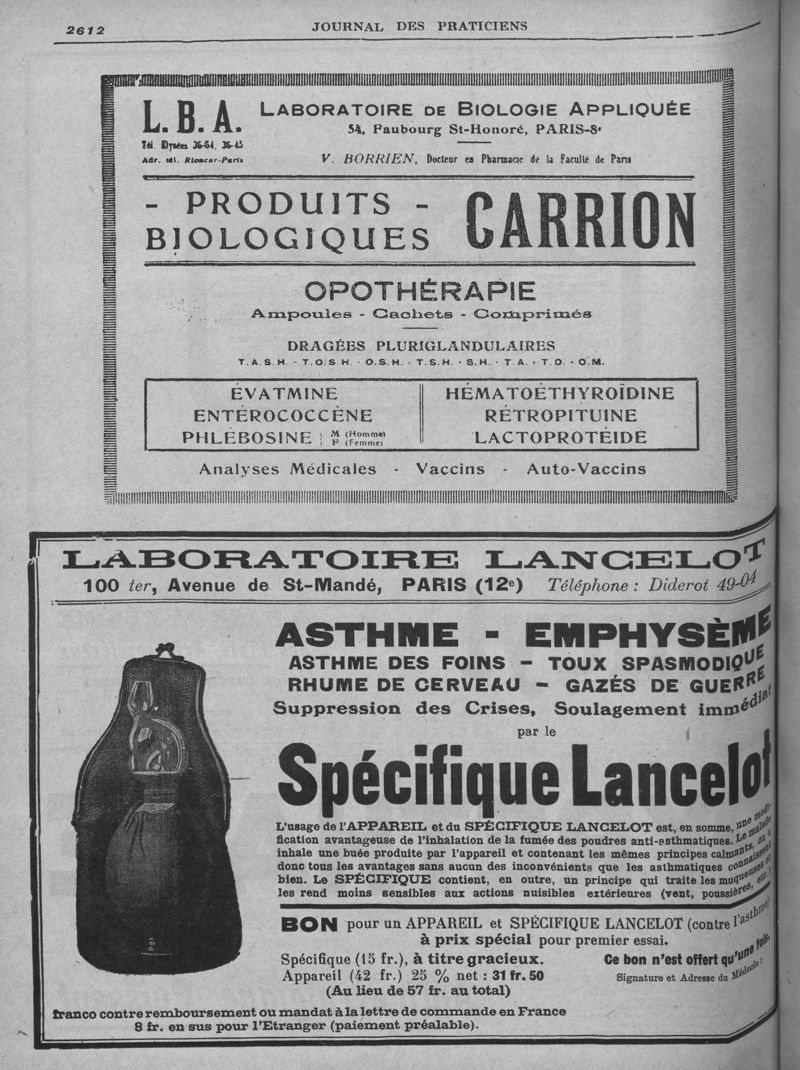 2612
JOURNAL DES PRATICIENS
L. B. A.
Tél. Elysées 36-64, 36-45
Adr. tél. Rioncar-Paris
LABORATOIRE DE BIOLOGIE APPLIQUÉE
54, Faubourg St-Honoré, PARIS-8e
V. BORRIEN, Docteur en Pharmacie de la Faculté de Paris
- PRODUITS -
BIOLOGIQUES
CARRION
OPOTHÉRAPIE
Ampoules - Cachets - Comprimés
DRAGÉES PLURIGLANDULAIRES
T.A.S.H. - T.O.S.H. - O.S.H. - T.S.H. - S.H. - T.A. - T.O. - O.M.
ÉVATMINE
ENTÉROCOCCÈNE
PHLÉBOSINE } M (Homme)
F (Femme)
HÉMATOÉTHYROÏDINE
RÉTROPITUINE
LACTOPROTÉIDE
Analyses Médicales - Vaccins - Auto-Vaccins
LABORATOIRE LANCELOT
100 ter, Avenue de St-Mandé, PARIS (12e) Téléphone : Diderot 49-04
ASTHME - EMPHYSÈME
ASTHME DES FOINS - TOUX SPASMODIQUE
RHUME DE CERVEAU - GAZÉS DE GUERRE
Suppression des Crises, Soulagement immédiat
par le
Spécifique Lancelot
L'usage de l'APPAREIL et du SPÉCIFIQUE LANCELOT est, en somme, une modi-
fication avantageuse de l'inhalation de la fumée des poudres anti-asthmatiques. Le malade
inhale une buée produite par l'appareil et contenant les mêmes principes calmants, on a
donc tous les avantages sans aucun des inconvénients que les asthmatiques connaissent
bien. Le SPÉCIFIQUE contient, en outre, un principe qui traite les muqueuses et
les rend moins sensibles aux actions nuisibles extérieures (vent, poussières, etc.)
BON pour un APPAREIL et SPÉCIFIQUE LANCELOT (contre l'asthme)
à prix spécial pour premier essai.
Spécifique (15 fr.), à titre gracieux.
Appareil (42 fr.) 25 % net : 31 fr. 50
(Au lieu de 57 fr. au total)
Ce bon n'est offert qu'une fois.
Signature et Adresse du Médecin :
franco contre remboursement ou mandat à la lettre de commande en France
8 fr. en sus pour l'Etranger (paiement préalable).